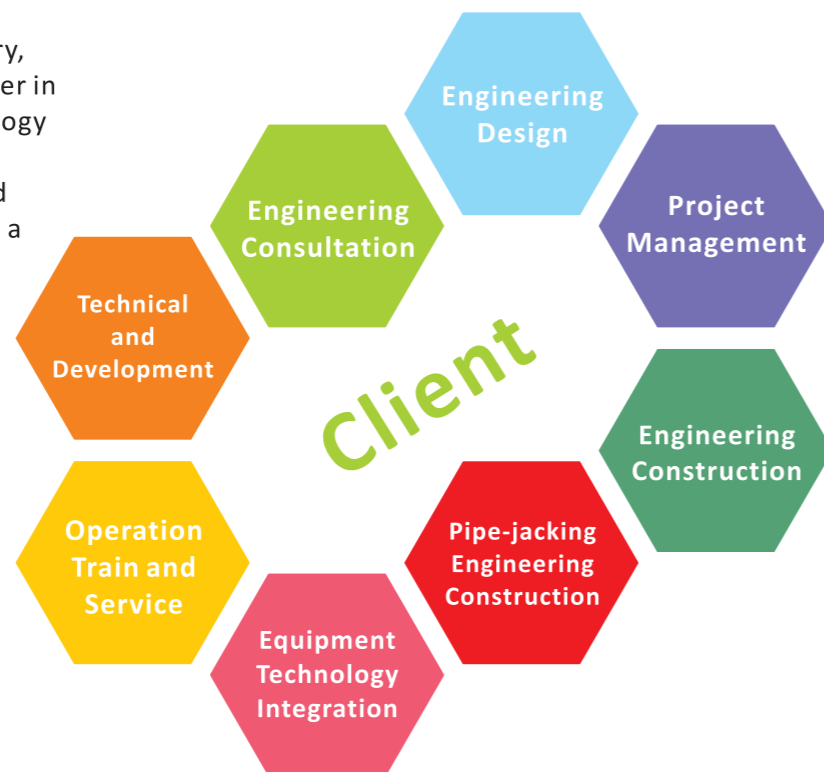 ry,
er in
ogy
d
a
Engineering
Design
Project
Management
Engineering
Consultation
Technical
and
Development
Client
Engineering
Construction
Operation
Train and
Service
Pipe-jacking
Engineering
Construction
Equipment
Technology
Integration